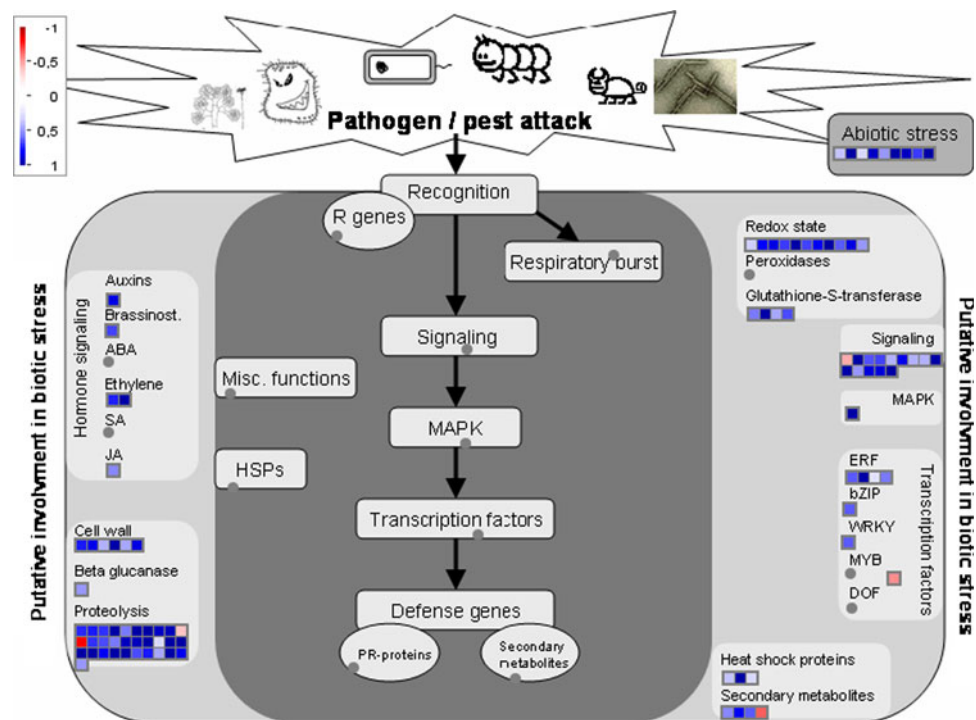 -1
-0,5
0
0,5
1
Pathogen / pest attack
Abiotic stress
Recognition
R genes
Respiratory burst
Redox state
Peroxidases
Glutathione-S-transferase
Putative involvment in biotic stress
Hormone signaling
Auxins
Brassinost.
ABA
Ethylene
SA
JA
Signaling
Misc. functions
MAPK
HSPs
Transcription factors
Defense genes
PR-proteins
Secondary
metabolites
Cell wall
Beta glucanase
Proteolysis
Signaling
MAPK
ERF
bZIP
WRKY
MYB
DOF
Transcription factors
Putative involvment in biotic stress
Heat shock proteins
Secondary metabolites